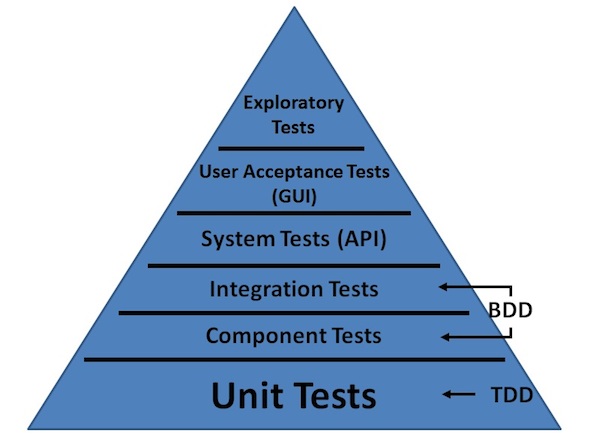 Exploratory
Tests
User Acceptance Tests
(GUI)
System Tests (API)
Integration Tests
BDD
Component Tests
Unit Tests
TDD